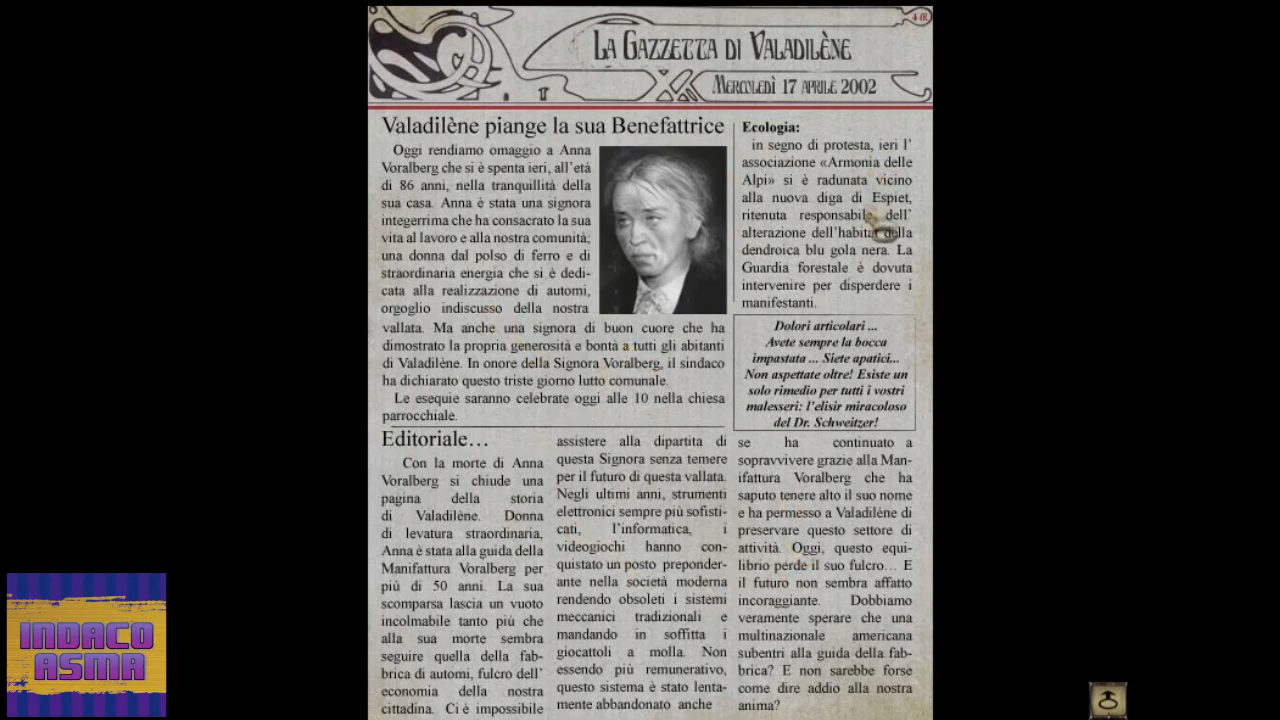 LA GAZZETTA DI VALADILÈNE
MERCOLEDÌ 17 APRILE 2002
Valadilène piange la sua Benefattrice
Oggi rendiamo omaggio a Anna
Voralberg che si è spenta ieri, all'età
di 86 anni, nella tranquillità della
sua casa. Anna è stata una signora
integerrima che ha consacrato la sua
vita al lavoro e alla nostra comunità;
una donna dal polso di ferro e di
straordinaria energia che si è dedi-
cata alla realizzazione di automi,
orgoglio indiscusso della nostra
vallata. Ma anche una signora di buon cuore che ha
dimostrato la propria generosità e bontà a tutti gli abitanti
di Valadilène. In onore della Signora Voralberg, il sindaco
ha dichiarato questo triste giorno lutto comunale.
Le esequie saranno celebrate oggi alle 10 nella chiesa
parrocchiale.
Ecologia:
in segno di protesta, ieri l'
associazione «Armonia delle
Alpi» si è radunata vicino
alla nuova diga di Espiet,
ritenuta responsabile dell'
alterazione dell'habitat della
dendroica blu gola nera. La
Guardia forestale è dovuta
intervenire per disperdere i
manifestanti.
Dolori articolari ...
Avete sempre la bocca
impastata ... Siete apatici...
Non aspettate oltre! Esiste un
solo rimedio per tutti i vostri
malesseri: l'elisir miracoloso
del Dr. Schweitzer!
Editoriale…
Con la morte di Anna
Voralberg si chiude una
pagina della storia
di Valadilène. Donna
di levatura straordinaria,
Anna è stata alla guida della
Manifattura Voralberg per
più di 50 anni. La sua
scomparsa lascia un vuoto
incolmabile tanto più che
alla sua morte sembra
seguire quella della fab-
brica di automi, fulcro dell'
economia della nostra
cittadina. Ci è impossibile
assistere alla dipartita di
questa Signora senza temere
per il futuro di questa vallata.
Negli ultimi anni, strumenti
elettronici sempre più sofisti-
cati, l'informatica, i
videogiochi hanno con-
quistato un posto preponder-
ante nella società moderna
rendendo obsoleti i sistemi
meccanici tradizionali e
mandando in soffitta i
giocattoli a molla. Non
essendo più remunerativo,
questo sistema è stato lenta-
mente abbandonato anche
se ha continuato a
sopravvivere grazie alla Man-
ifattura Voralberg che ha
saputo tenere alto il suo nome
e ha permesso a Valadilène di
preservare questo settore di
attività. Oggi, questo equi-
librio perde il suo fulcro… E
il futuro non sembra affatto
incoraggiante. Dobbiamo
veramente sperare che una
multinazionale americana
subentri alla guida della fab-
brica? E non sarebbe forse
come dire addio alla nostra
anima?
INDACO
ASMA